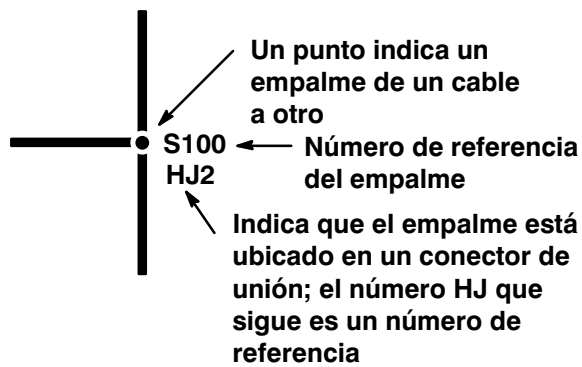 Un punto indica un
empalme de un cable
a otro
S100
Número de referencia
del empalme
HJ2
Indica que el empalme está
ubicado en un conector de
unión; el número HJ que
sigue es un número de
referencia